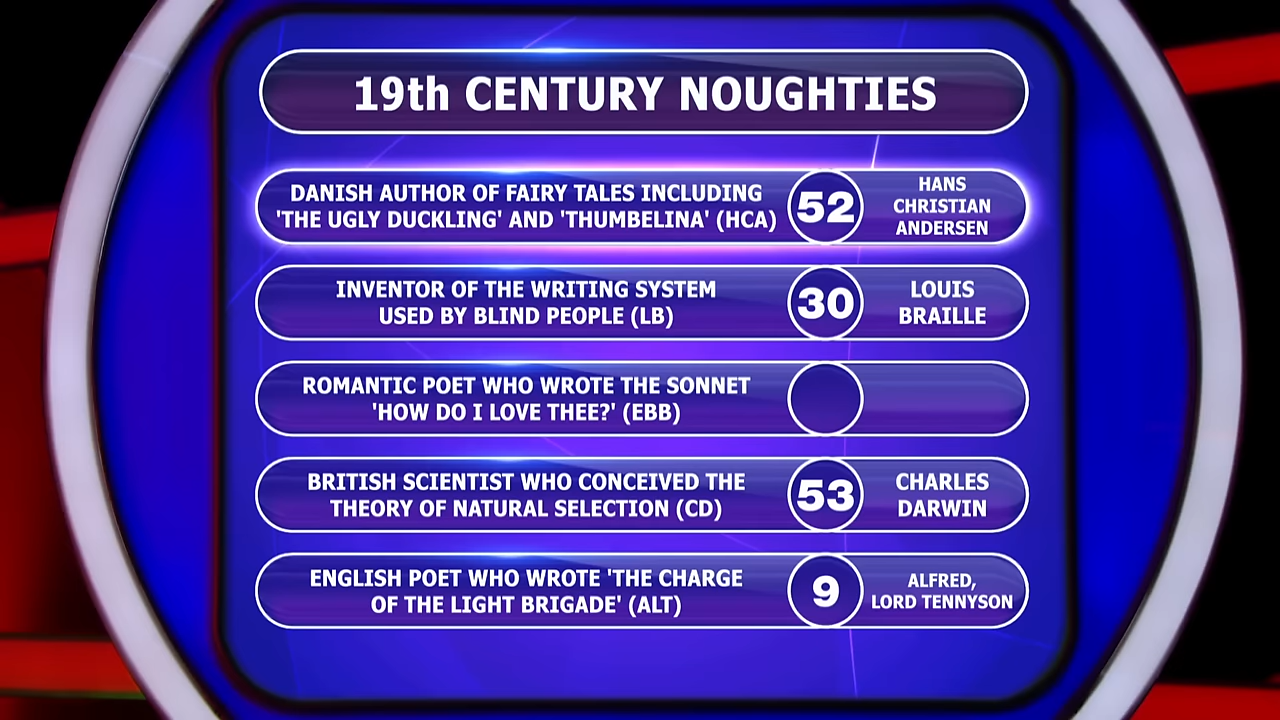 19th CENTURY NOUGHTIES
DANISH AUTHOR OF FAIRY TALES INCLUDING
'THE UGLY DUCKLING' AND 'THUMBELINA' (HCA)
52
HANS
CHRISTIAN
ANDERSEN
INVENTOR OF THE WRITING SYSTEM
USED BY BLIND PEOPLE (LB)
30
LOUIS
BRAILLE
ROMANTIC POET WHO WROTE THE SONNET
'HOW DO I LOVE THEE?' (EBB)
BRITISH SCIENTIST WHO CONCEIVED THE
THEORY OF NATURAL SELECTION (CD)
53
CHARLES
DARWIN
ENGLISH POET WHO WROTE 'THE CHARGE
OF THE LIGHT BRIGADE' (ALT)
9
ALFRED,
LORD TENNYSON